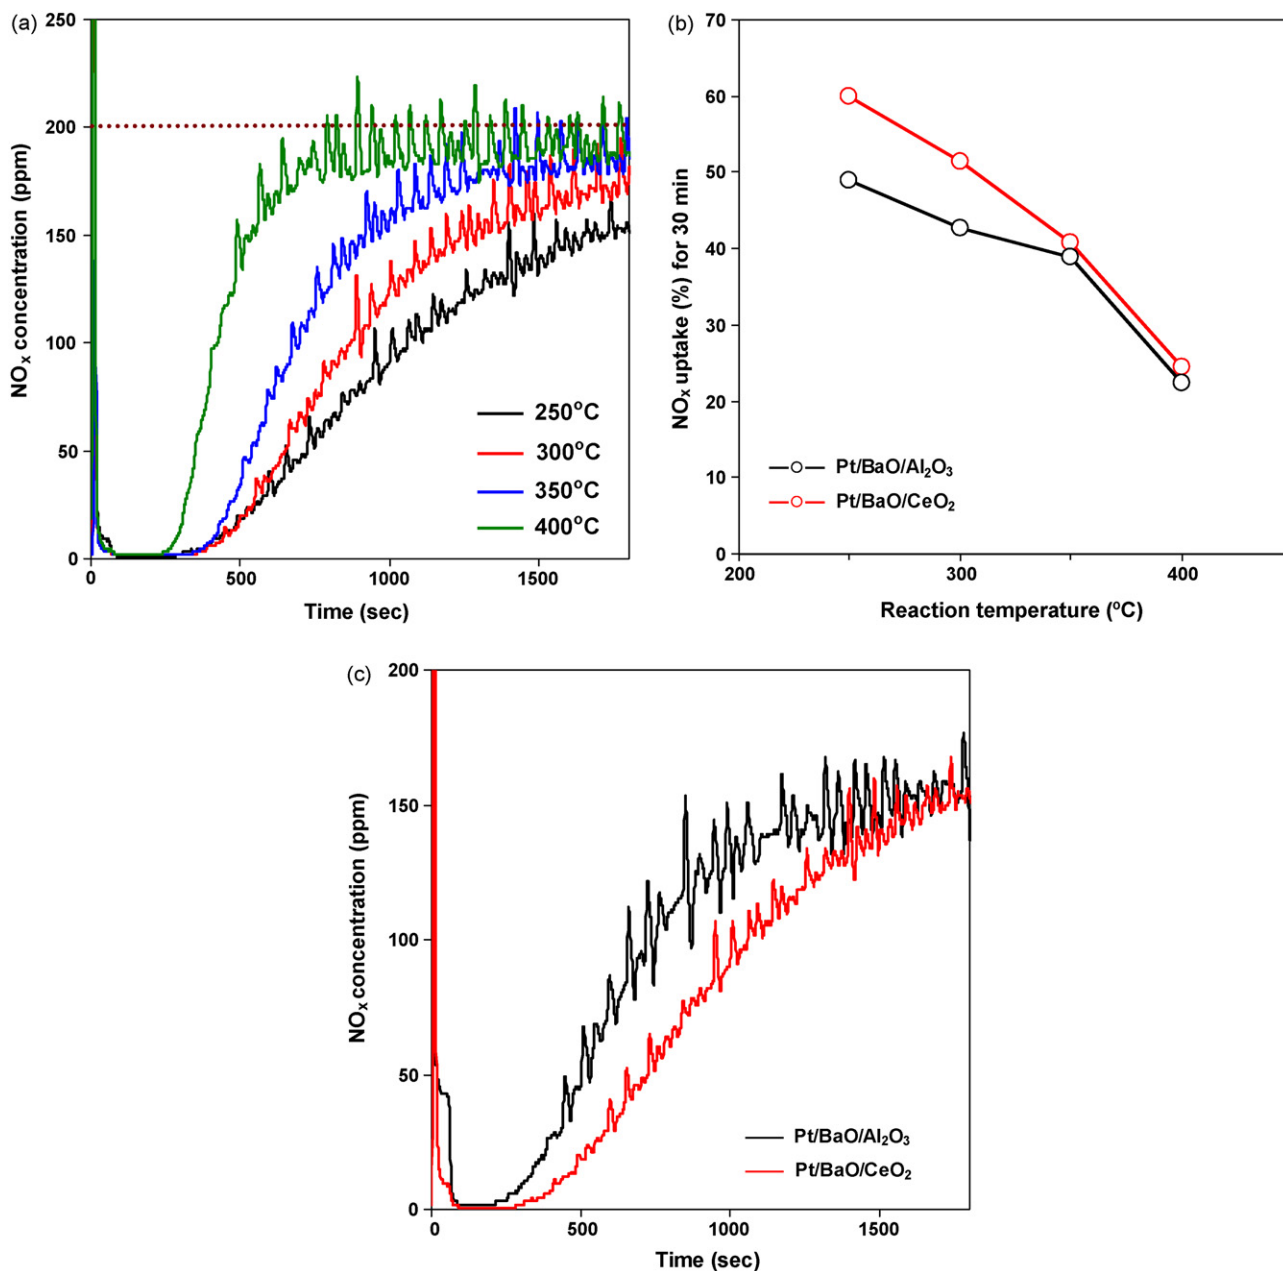 (a)
250
200
150
100
50
0
NOx concentration (ppm)
250°C
300°C
350°C
400°C
0
500
1000
1500
Time (sec)
(b)
70
60
50
40
30
20
10
0
NOx uptake (%) for 30 min
Pt/BaO/Al2O3
Pt/BaO/CeO2
200
300
400
Reaction temperature (ºC)
(c)
200
150
100
50
0
NOx concentration (ppm)
Pt/BaO/Al2O3
Pt/BaO/CeO2
0
500
1000
1500
Time (sec)